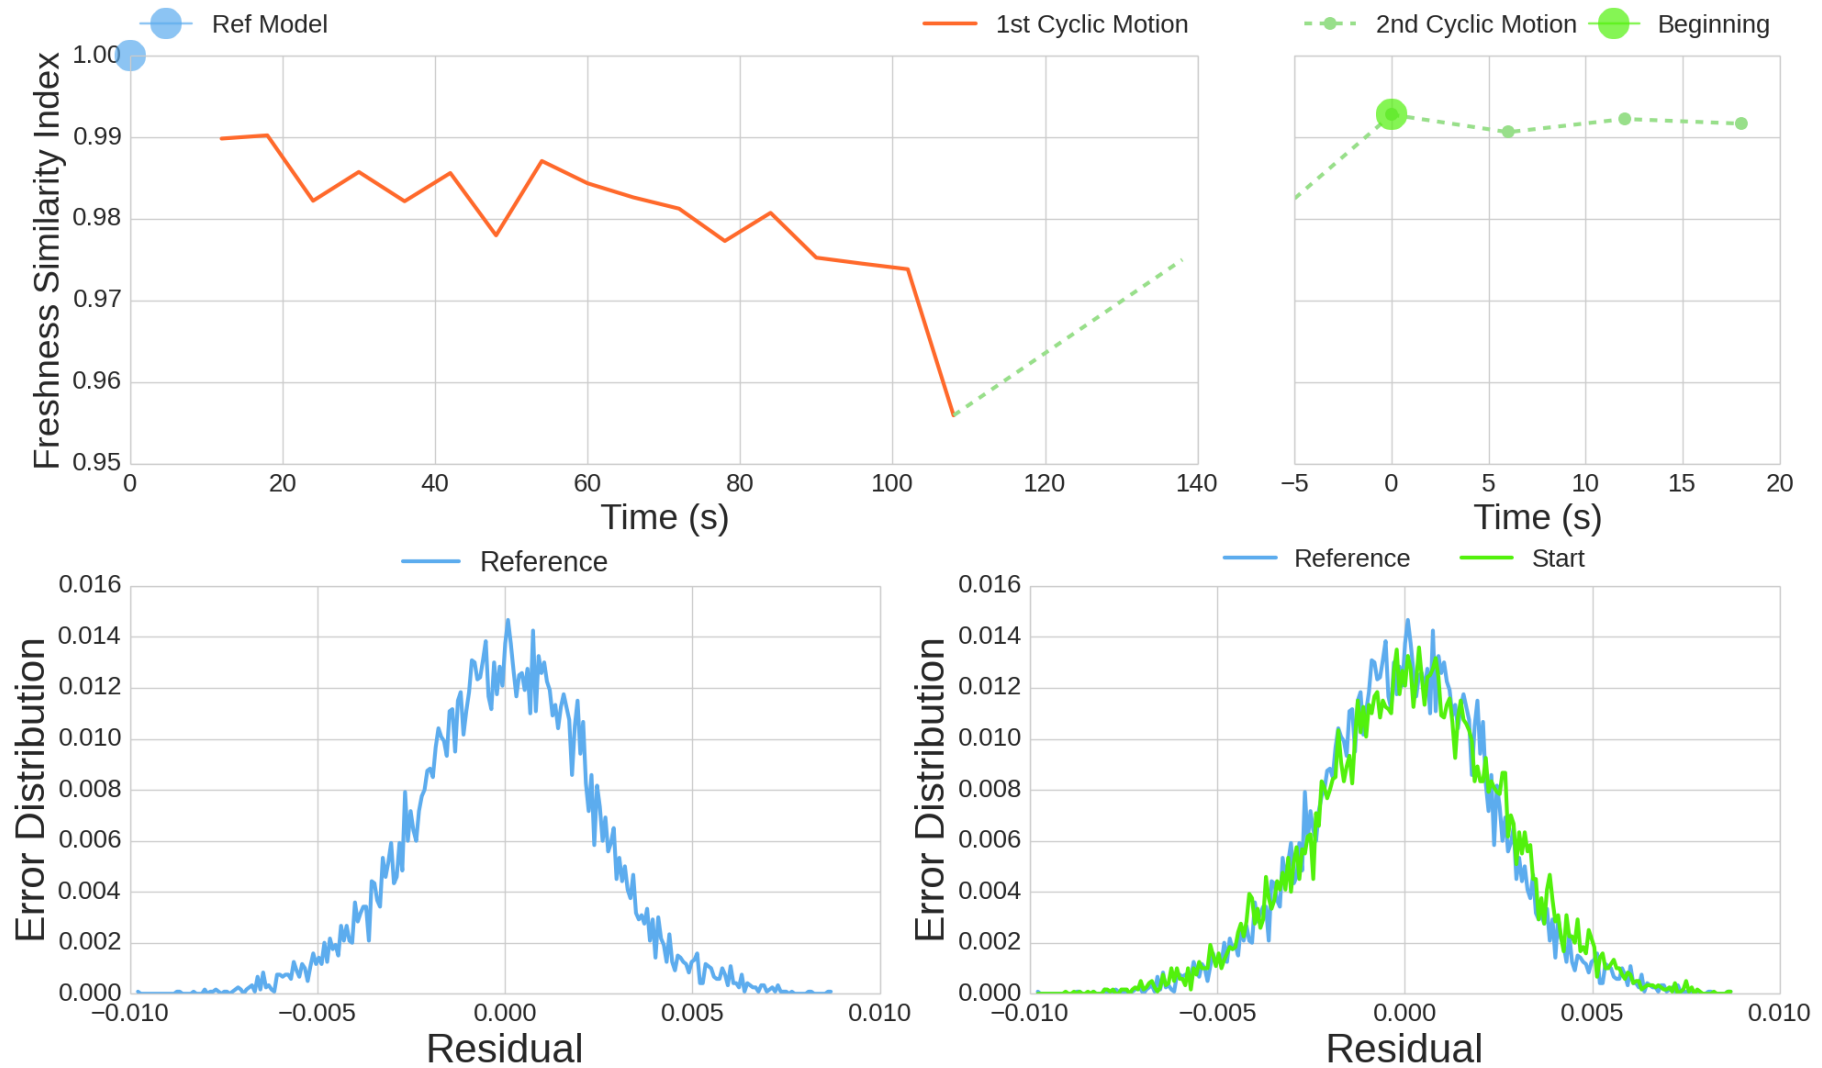 Ref Model 1st Cyclic Motion 2nd Cyclic Motion Beginning
Freshness Similarity Index
1.00
0.99
0.98
0.97
0.96
0.95
0 20 40 60 80 100 120 140
Time (s)
−5 0 5 10 15 20
Time (s)
Reference
Error Distribution
0.016
0.014
0.012
0.010
0.008
0.006
0.004
0.002
0.000
−0.010 −0.005 0.000 0.005 0.010
Residual
Reference Start
Error Distribution
0.016
0.014
0.012
0.010
0.008
0.006
0.004
0.002
0.000
−0.010 −0.005 0.000 0.005 0.010
Residual